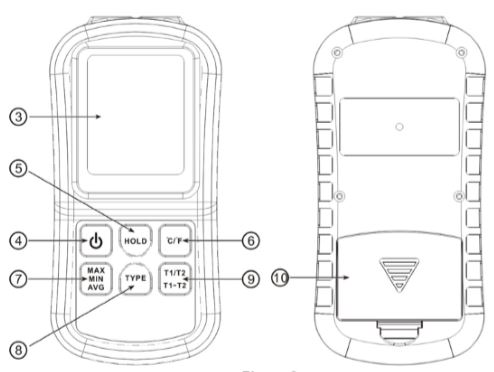 ③
⑤
④
HOLD
℃/℉
⑥
⑦
MAX
MIN
AVG
TYPE
T1/T2
T1-T2
⑨
⑩
⑧